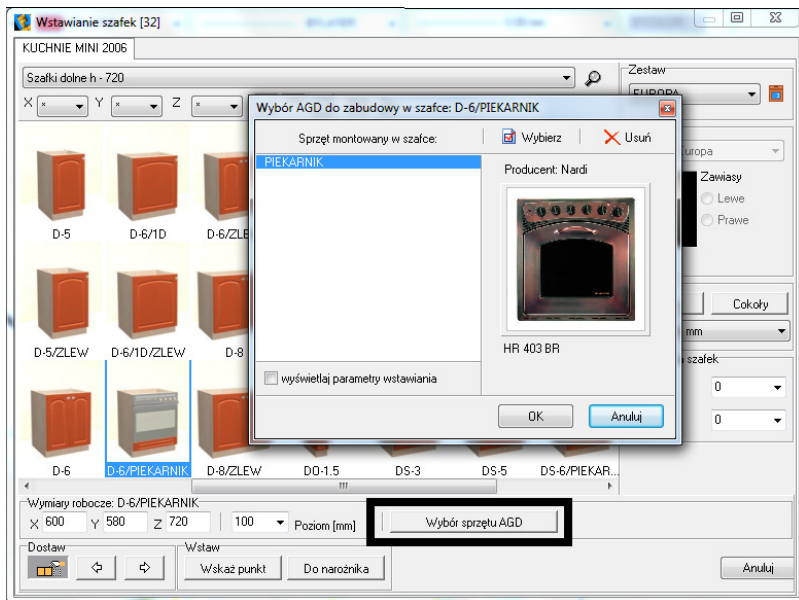 Wstawianie szafek [32]
KUCHNIE MINI 2006
Szafki dolne h - 720
X * Y * Z *
Zestaw
EUROPA
Wybór AGD do zabudowy w szafce: D-6/PIEKARNIK
Sprzęt montowany w szafce:
Wybierz
Usuń
PIEKARNIK
Producent: Nardi
HR 403 BR
wyświetlaj parametry wstawiania
OK
Anuluj
uropa
Zawiasy
Lewe
Prawe
Cokoły
mm
szafek
0
0
D-5
D-6/1D
D-6/ZLE
D-5/ZLEW
D-6/1D/ZLEW
D-8
D-6
D-6/PIEKARNIK
D-8/ZLEW
DO-1.5
DS-3
DS-5
DS-6/PIEKAR...
Wymiary robocze: D-6/PIEKARNIK
X 600 Y 580 Z 720 100 Poziom [mm]
Wybór sprzętu AGD
Dostaw
Wstaw
Wskaż punkt
Do narożnika
Anuluj